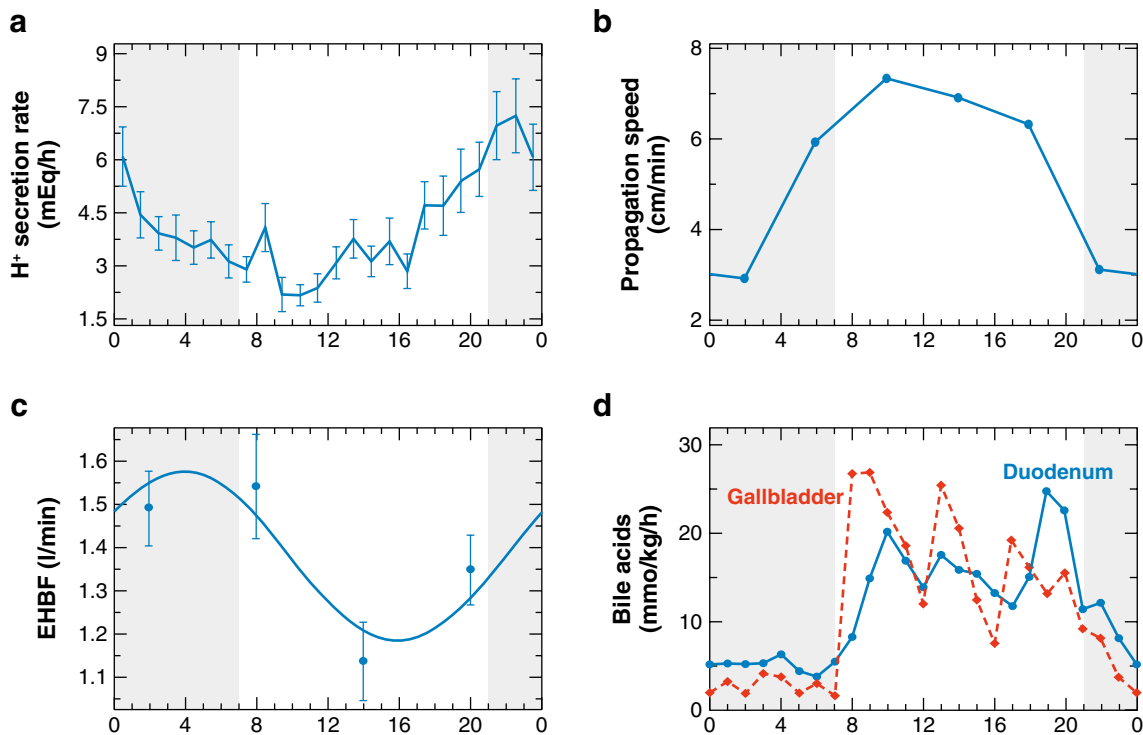 a
9
7.5
6
4.5
3
1.5
H⁺ secretion rate
(mEq/h)
0 4 8 12 16 20 0
b
8
6
4
2
Propagation speed
(cm/min)
0 4 8 12 16 20 0
c
1.6
1.5
1.4
1.3
1.2
1.1
EHBF (l/min)
0 4 8 12 16 20 0
d
30
20
10
0
Bile acids
(mmo/kg/h)
Duodenum
Gallbladder
0 4 8 12 16 20 0